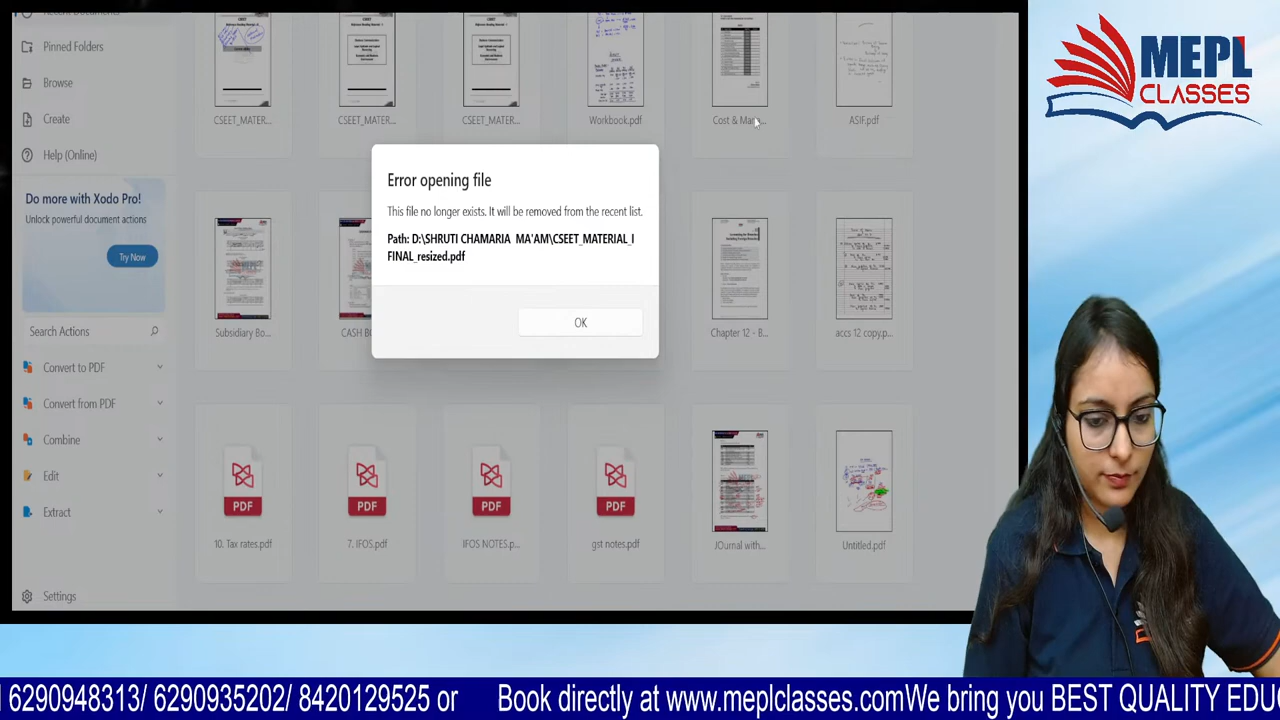 Pinned Folders
Browse
Create
Help (Online)
Do more with Xodo Pro!
Unlock powerful document actions
Try Now
Search Actions
Convert to PDF
Convert from PDF
Combine
Edit
Extract
Settings
CSEET_MATER...
CSEET_MATER...
CSEET_MATER...
Workbook.pdf
ASIF.pdf
Error opening file
This file no longer exists. It will be removed from the recent list.
Path: D:\SHRUTI CHAMARIA MA'AM\CSEET_MATERIAL_I
FINAL_resized.pdf
OK
Subsidiary Bo...
Chapter 12 - B...
accs 12 copy.p...
PDF
PDF
PDF
PDF
10. Tax rates.pdf
7. IFOS.pdf
IFOS NOTES.p...
gst notes.pdf
JOurnal with...
Untitled.pdf
MEPL
CLASSES
6290948313/ 6290935202/ 8420129525 or Book directly at www.meplclasses.comWe bring you BEST QUALITY EDU